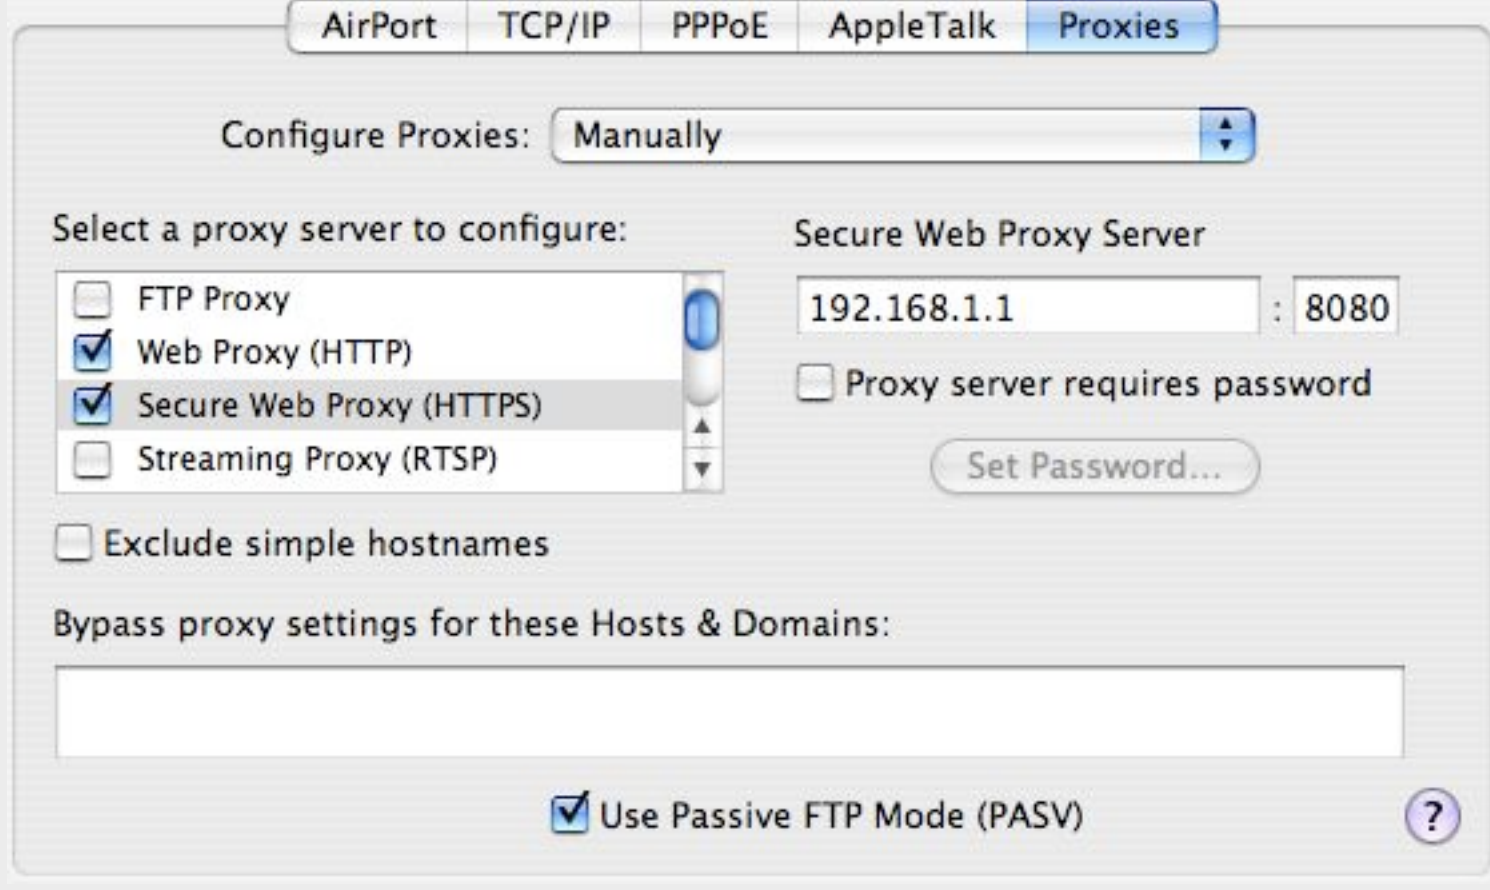 AirPort TCP/IP PPPoE AppleTalk Proxies
Configure Proxies: Manually
Select a proxy server to configure:
FTP Proxy
Web Proxy (HTTP)
Secure Web Proxy (HTTPS)
Streaming Proxy (RTSP)
Secure Web Proxy Server
192.168.1.1 : 8080
Proxy server requires password
Set Password...
Exclude simple hostnames
Bypass proxy settings for these Hosts & Domains:
Use Passive FTP Mode (PASV)
?